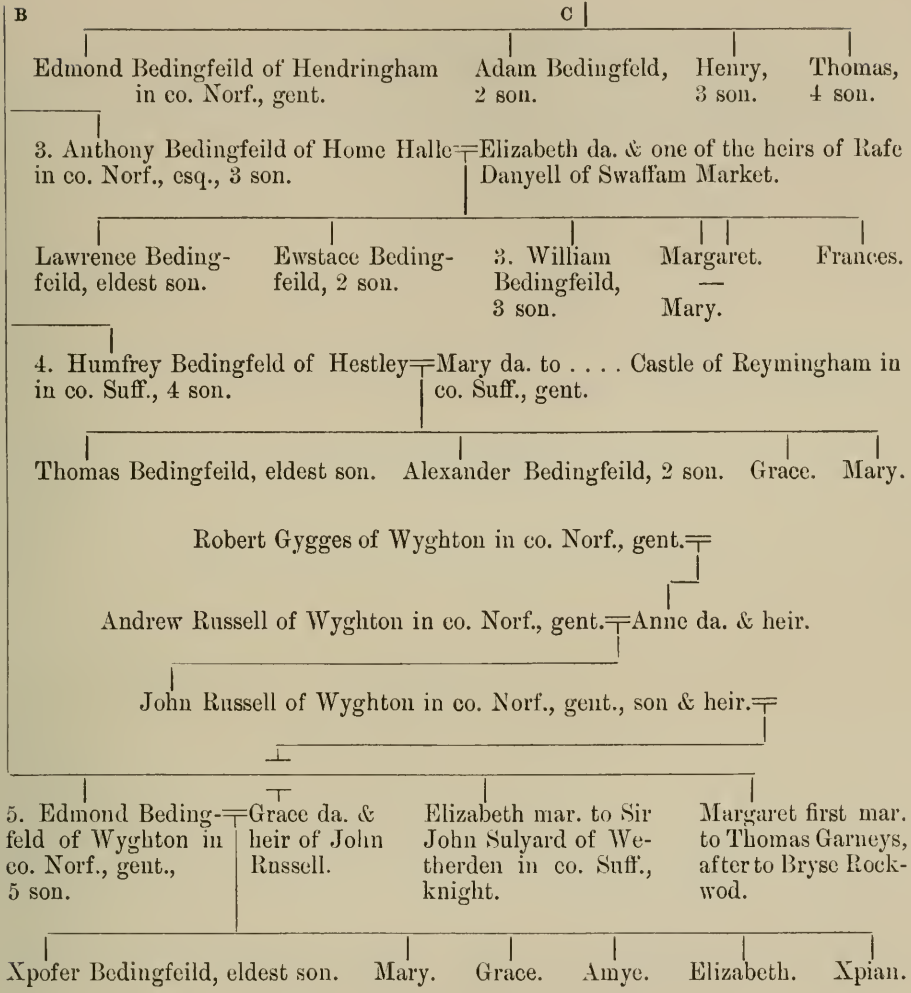 B C
Edmond Bedingfeild of Hendringham Adam Bedingfeld, Henry, Thomas,
in co. Norf., gent. 2 son. 3 son. 4 son.
3. Anthony Bedingfeild of Home Halle Elizabeth da. & one of the heirs of Rafe
in co. Norf., esq., 3 son. Danyell of Swaffam Market.
Lawrence Beding- Ewstace Beding- 3. William Margaret. Frances.
feild, eldest son. feild, 2 son. Bedingfeild, —
3 son. Mary.
4. Humfrey Bedingfeld of Hestley Mary da. to . . . . Castle of Reymingham in
in co. Suff., 4 son. co. Suff., gent.
Thomas Bedingfeild, eldest son. Alexander Bedingfeild, 2 son. Grace. Mary.
Robert Gygges of Wyghton in co. Norf., gent.
Andrew Russell of Wyghton in co. Norf., gent. Anne da. & heir.
John Russell of Wyghton in co. Norf., gent., son & heir.
5. Edmond Beding- Grace da. & Elizabeth mar. to Sir Margaret first mar.
feld of Wyghton in heir of John John Sulyard of We- to Thomas Garneys,
co. Norf., gent., Russell. therden in co. Suff., after to Bryse Rock-
5 son. knight. wod.
Xpofer Bedingfeild, eldest son. Mary. Grace. Amye. Elizabeth. Xpian.